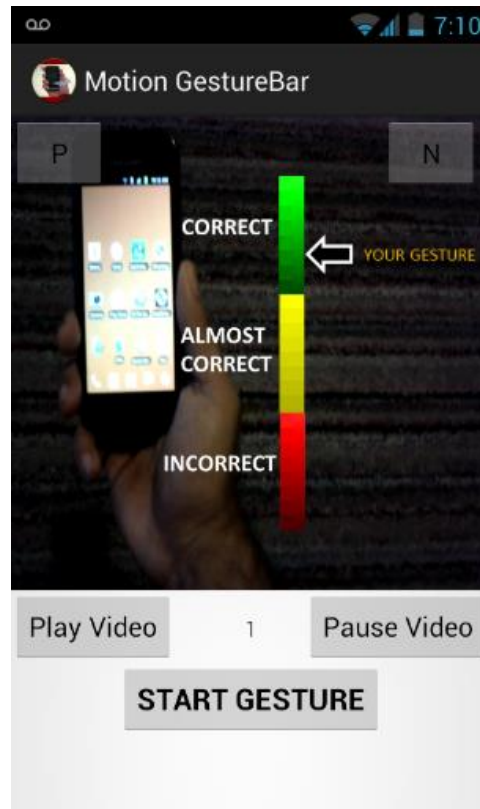 7:10
Motion GestureBar
P
N
CORRECT
YOUR GESTURE
ALMOST
CORRECT
INCORRECT
Play Video
1
Pause Video
START GESTURE